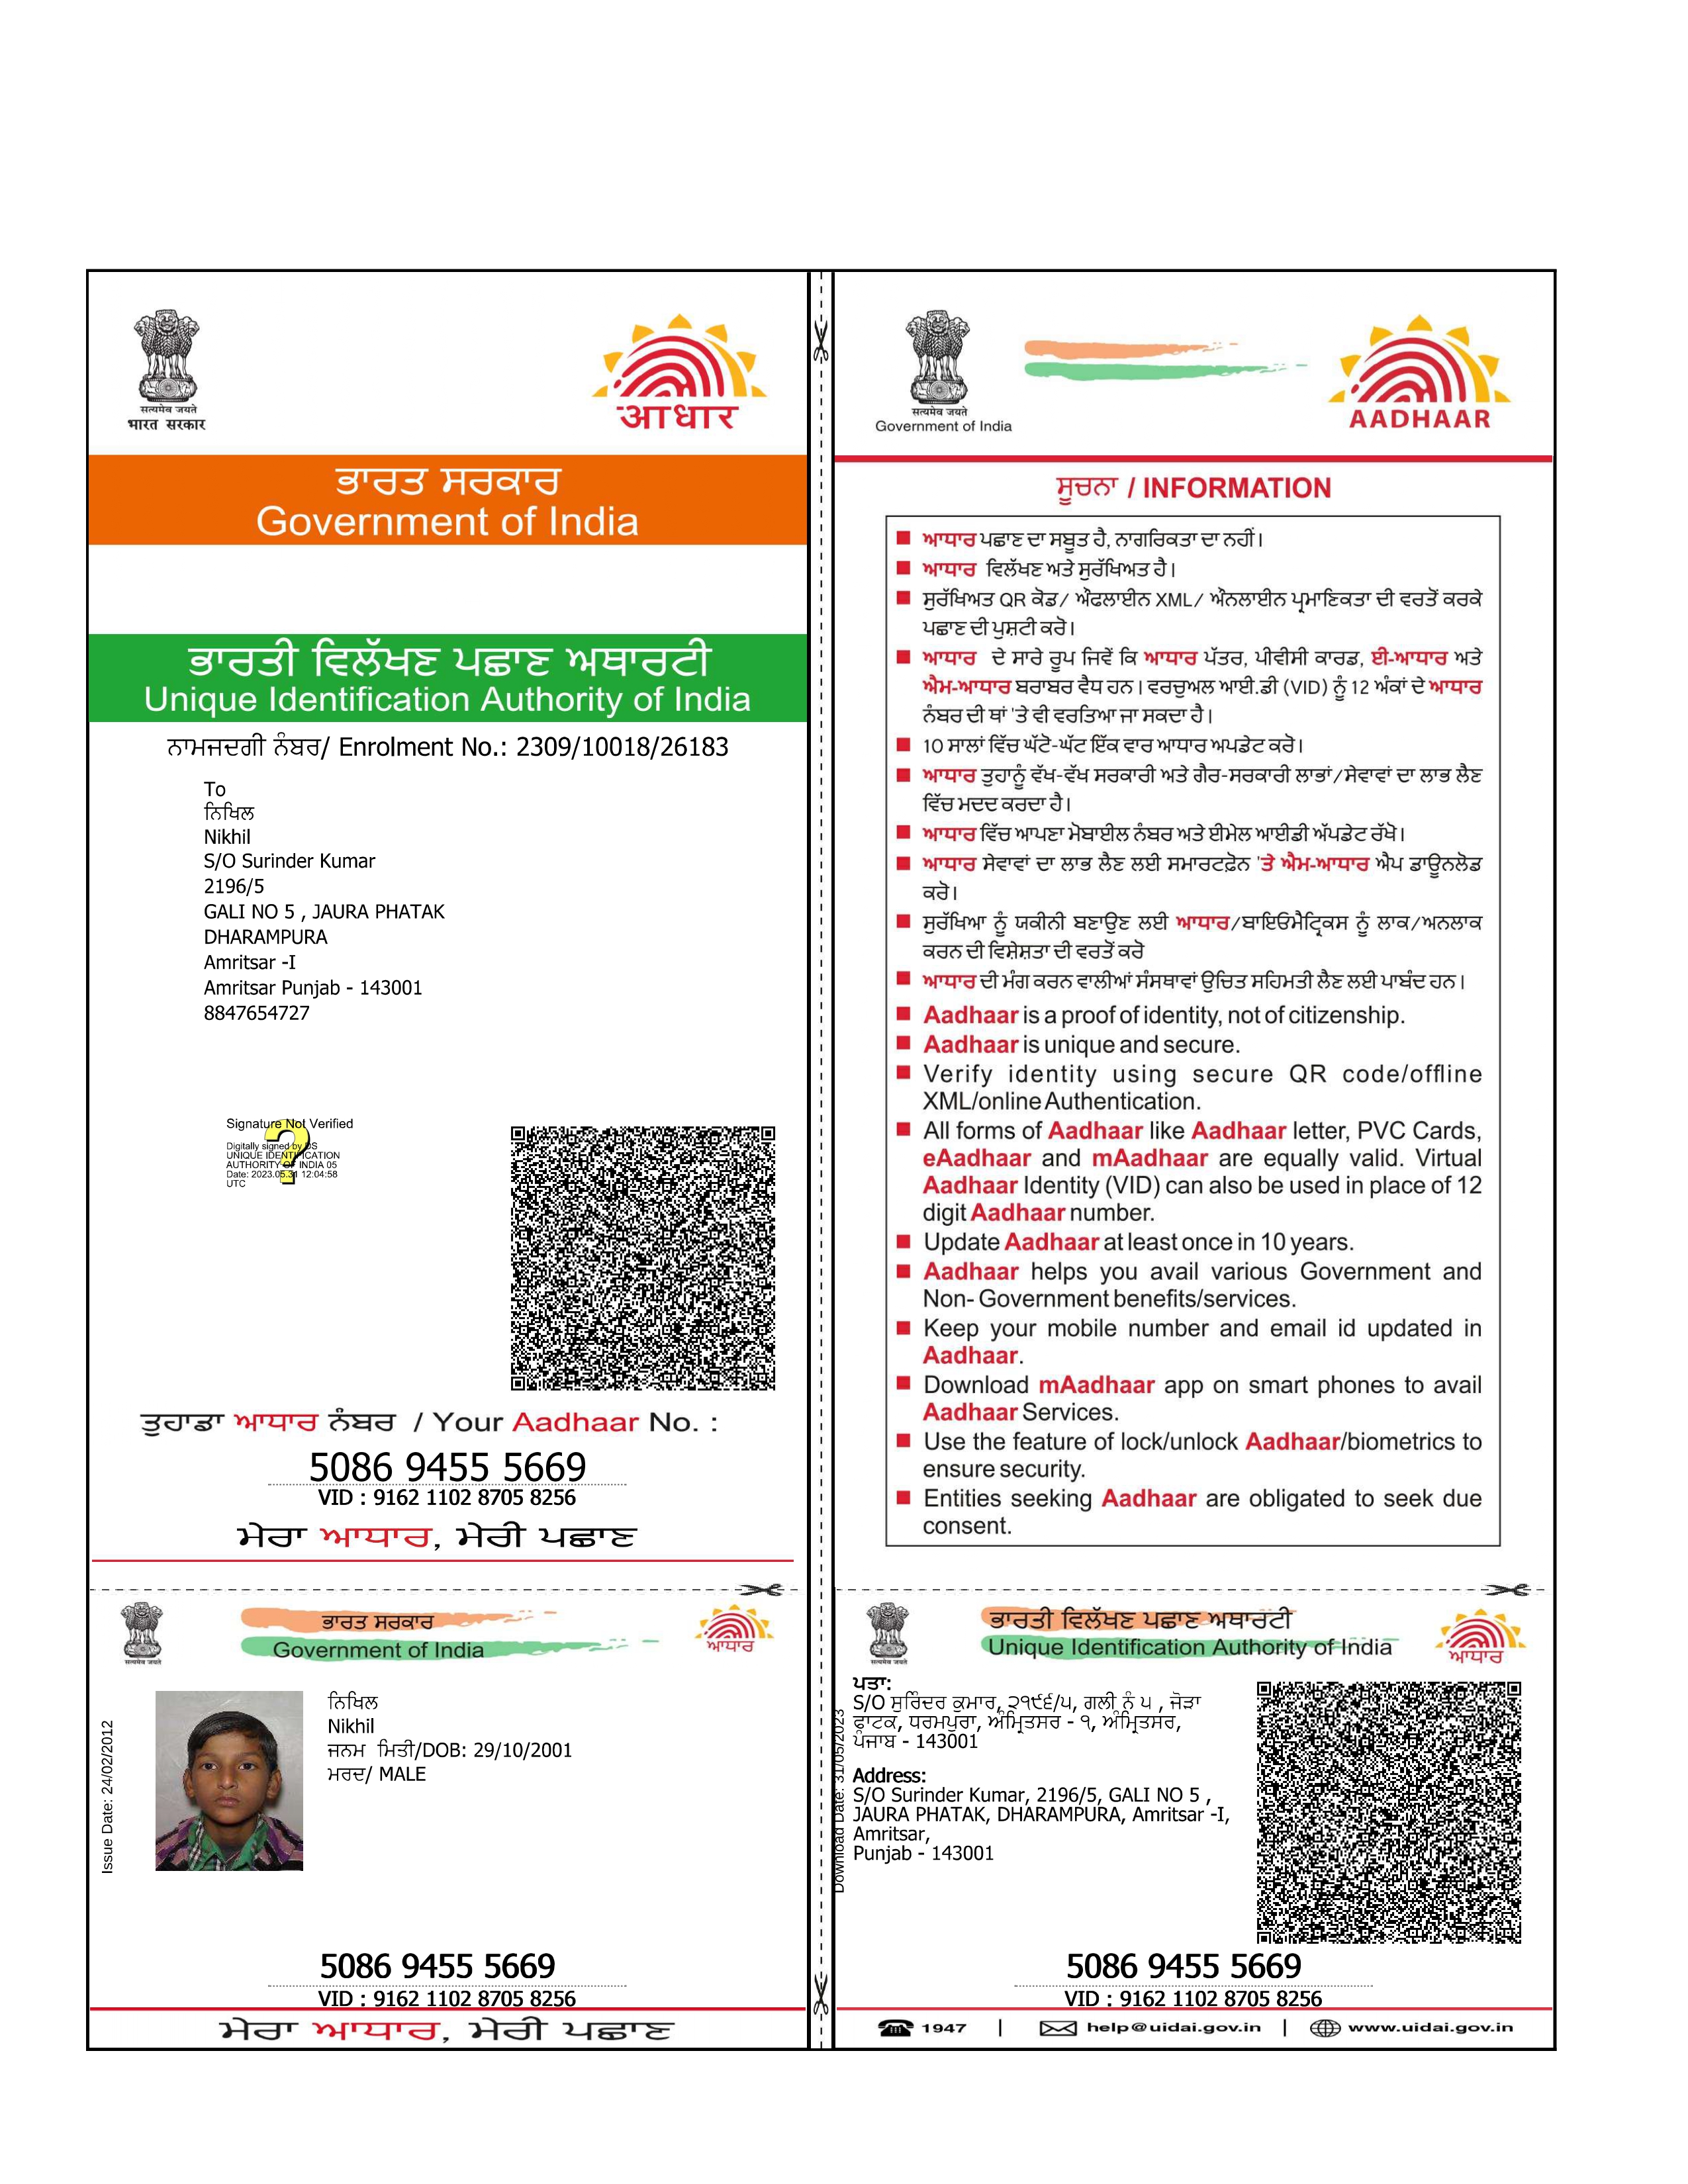 सत्यमेव जयते
भारत सरकार
आधार
ਭਾਰਤ ਸਰਕਾਰ
Government of India
ਭਾਰਤੀ ਵਿਲੱਖਣ ਪਛਾਣ ਅਥਾਰਟੀ
Unique Identification Authority of India
ਨਾਮਜਦਗੀ ਨੰਬਰ/ Enrolment No.: 2309/10018/26183
To
ਨਿਖਿਲ
Nikhil
S/O Surinder Kumar
2196/5
GALI NO 5 , JAURA PHATAK
DHARAMPURA
Amritsar -I
Amritsar Punjab - 143001
8847654727
Signature Not Verified
Digitally signed by DS
UNIQUE IDENTIFICATION
AUTHORITY OF INDIA 05
Date: 2023.05.31 12:04:58
UTC
ਤੁਹਾਡਾ ਆਧਾਰ ਨੰਬਰ / Your Aadhaar No. :
5086 9455 5669
VID : 9162 1102 8705 8256
ਮੇਰਾ ਆਧਾਰ, ਮੇਰੀ ਪਛਾਣ
सत्यमेव जयते
Government of India
AADHAAR
ਸੂਚਨਾ / INFORMATION
ਆਧਾਰ ਪਛਾਣ ਦਾ ਸਬੂਤ ਹੈ, ਨਾਗਰਿਕਤਾ ਦਾ ਨਹੀਂ।
ਆਧਾਰ ਵਿਲੱਖਣ ਅਤੇ ਸੁਰੱਖਿਅਤ ਹੈ।
ਸੁਰੱਖਿਅਤ QR ਕੋਡ/ ਔਫਲਾਈਨ XML/ ਔਨਲਾਈਨ ਪ੍ਰਮਾਣਿਕਤਾ ਦੀ ਵਰਤੋਂ ਕਰਕੇ
ਪਛਾਣ ਦੀ ਪੁਸ਼ਟੀ ਕਰੋ।
ਆਧਾਰ ਦੇ ਸਾਰੇ ਰੂਪ ਜਿਵੇਂ ਕਿ ਆਧਾਰ ਪੱਤਰ, ਪੀਵੀਸੀ ਕਾਰਡ, ਈ-ਆਧਾਰ ਅਤੇ
ਐਮ-ਆਧਾਰ ਬਰਾਬਰ ਵੈਧ ਹਨ। ਵਰਚੁਅਲ ਆਈ.ਡੀ (VID) ਨੂੰ 12 ਅੰਕਾਂ ਦੇ ਆਧਾਰ
ਨੰਬਰ ਦੀ ਥਾਂ 'ਤੇ ਵੀ ਵਰਤਿਆ ਜਾ ਸਕਦਾ ਹੈ।
10 ਸਾਲਾਂ ਵਿੱਚ ਘੱਟੋ-ਘੱਟ ਇੱਕ ਵਾਰ ਆਧਾਰ ਅਪਡੇਟ ਕਰੋ।
ਆਧਾਰ ਤੁਹਾਨੂੰ ਵੱਖ-ਵੱਖ ਸਰਕਾਰੀ ਅਤੇ ਗੈਰ-ਸਰਕਾਰੀ ਲਾਭਾਂ/ਸੇਵਾਵਾਂ ਦਾ ਲਾਭ ਲੈਣ
ਵਿੱਚ ਮਦਦ ਕਰਦਾ ਹੈ।
ਆਧਾਰ ਵਿੱਚ ਆਪਣਾ ਮੋਬਾਈਲ ਨੰਬਰ ਅਤੇ ਈਮੇਲ ਆਈਡੀ ਅੱਪਡੇਟ ਰੱਖੋ।
ਆਧਾਰ ਸੇਵਾਵਾਂ ਦਾ ਲਾਭ ਲੈਣ ਲਈ ਸਮਾਰਟਫ਼ੋਨ 'ਤੇ ਐਮ-ਆਧਾਰ ਐਪ ਡਾਊਨਲੋਡ
ਕਰੋ।
ਸੁਰੱਖਿਆ ਨੂੰ ਯਕੀਨੀ ਬਣਾਉਣ ਲਈ ਆਧਾਰ/ਬਾਇਓਮੈਟ੍ਰਿਕਸ ਨੂੰ ਲਾਕ/ਅਨਲਾਕ
ਕਰਨ ਦੀ ਵਿਸ਼ੇਸ਼ਤਾ ਦੀ ਵਰਤੋਂ ਕਰੋ
ਆਧਾਰ ਦੀ ਮੰਗ ਕਰਨ ਵਾਲੀਆਂ ਸੰਸਥਾਵਾਂ ਉਚਿਤ ਸਹਿਮਤੀ ਲੈਣ ਲਈ ਪਾਬੰਦ ਹਨ।
Aadhaar is a proof of identity, not of citizenship.
Aadhaar is unique and secure.
Verify identity using secure QR code/offline
XML/online Authentication.
All forms of Aadhaar like Aadhaar letter, PVC Cards,
eAadhaar and mAadhaar are equally valid. Virtual
Aadhaar Identity (VID) can also be used in place of 12
digit Aadhaar number.
Update Aadhaar at least once in 10 years.
Aadhaar helps you avail various Government and
Non- Government benefits/services.
Keep your mobile number and email id updated in
Aadhaar.
Download mAadhaar app on smart phones to avail
Aadhaar Services.
Use the feature of lock/unlock Aadhaar/biometrics to
ensure security.
Entities seeking Aadhaar are obligated to seek due
consent.
सत्यमेव जयते
ਭਾਰਤ ਸਰਕਾਰ
Government of India
ਆਧਾਰ
Issue Date: 24/02/2012
ਨਿਖਿਲ
Nikhil
ਜਨਮ ਮਿਤੀ/DOB: 29/10/2001
ਮਰਦ/ MALE
5086 9455 5669
VID : 9162 1102 8705 8256
ਮੇਰਾ ਆਧਾਰ, ਮੇਰੀ ਪਛਾਣ
सत्यमेव जयते
ਭਾਰਤੀ ਵਿਲੱਖਣ ਪਛਾਣ ਅਥਾਰਟੀ
Unique Identification Authority of India
ਆਧਾਰ
Download Date: 31/05/2023
ਪਤਾ:
S/O ਸੁਰਿੰਦਰ ਕੁਮਾਰ, ੨੧੯੬/੫, ਗਲੀ ਨੰ ੫ , ਜੋੜਾ
ਫਾਟਕ, ਧਰਮਪੁਰਾ, ਅੰਮ੍ਰਿਤਸਰ - ੧, ਅੰਮ੍ਰਿਤਸਰ,
ਪੰਜਾਬ - 143001
Address:
S/O Surinder Kumar, 2196/5, GALI NO 5 ,
JAURA PHATAK, DHARAMPURA, Amritsar -I,
Amritsar,
Punjab - 143001
5086 9455 5669
VID : 9162 1102 8705 8256
1947 | help@uidai.gov.in | www.uidai.gov.in